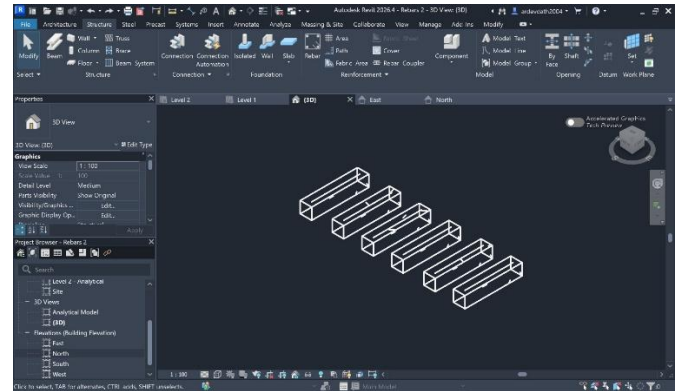 Autodesk Revit 2026.4 - Rebars 2 - 3D View: {3D}
File Architecture Structure Steel Precast Systems Insert Annotate Analyze Massing & Site Collaborate View Manage Add-Ins Modify
Modify Beam Wall Truss Connection Connection Automation Isolated Wall Slab Rebar Area Cover Component Model Text By Face Shaft Set
Column Brace Path Model Line
Floor Beam System Fabric Area Rebar Coupler Model Group
Select Structure Connection Foundation Reinforcement Model Opening Datum Work Plane
Properties
Level 2 Level 1 {3D} East North
3D View
Accelerated Graphics
Tech Preview
3D View: {3D} Edit Type
Graphics
View Scale 1 : 100
Scale Value 1: 100
Detail Level Medium
Parts Visibility Show Original
Visibility/Graphics ... Edit...
Graphic Display Op... Edit...
Apply
Project Browser - Rebars 2
Search
Level 2 - Analytical
Site
3D Views
Analytical Model
{3D}
Elevations (Building Elevation)
East
North
South
West
1 : 100
Main Model
Click to select, TAB for alternates, CTRL adds, SHIFT unselects.